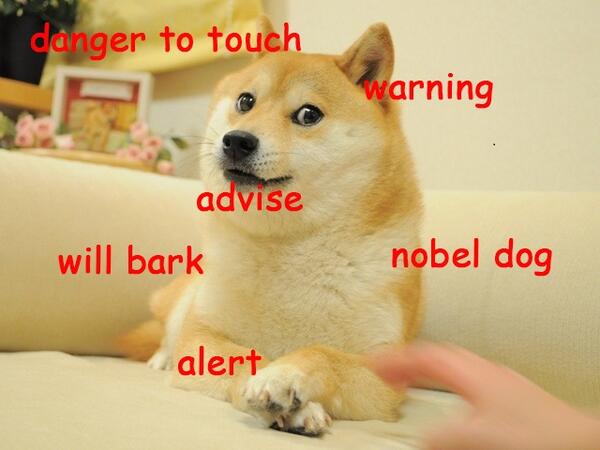 danger to touch
warning
advise
will bark
nobel dog
alert